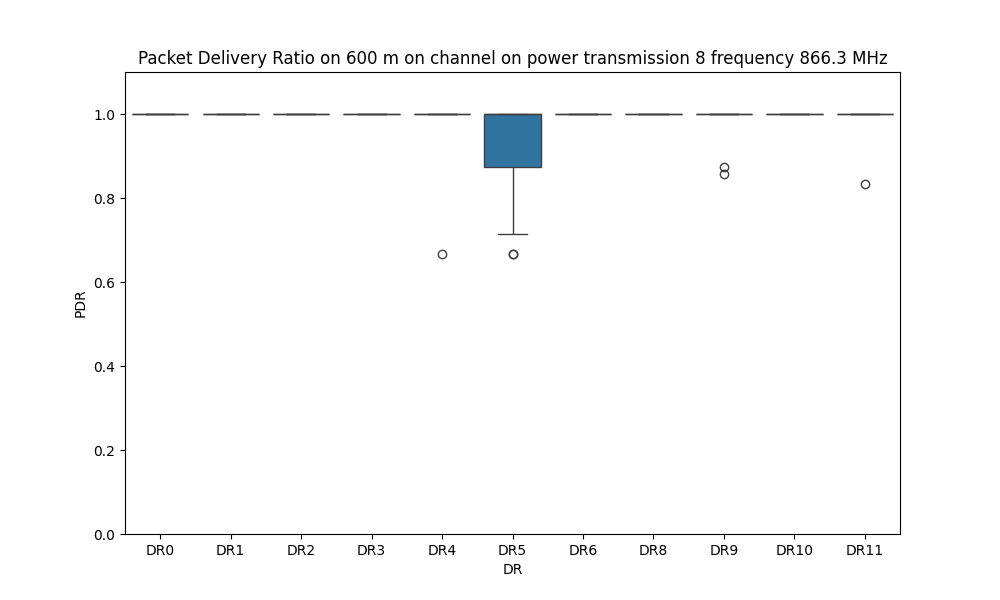 Packet Delivery Ratio on 600 m on channel on power transmission 8 frequency 866.3 MHz
PDR
1.0
0.8
0.6
0.4
0.2
0.0
DR0 DR1 DR2 DR3 DR4 DR5 DR6 DR8 DR9 DR10 DR11
DR